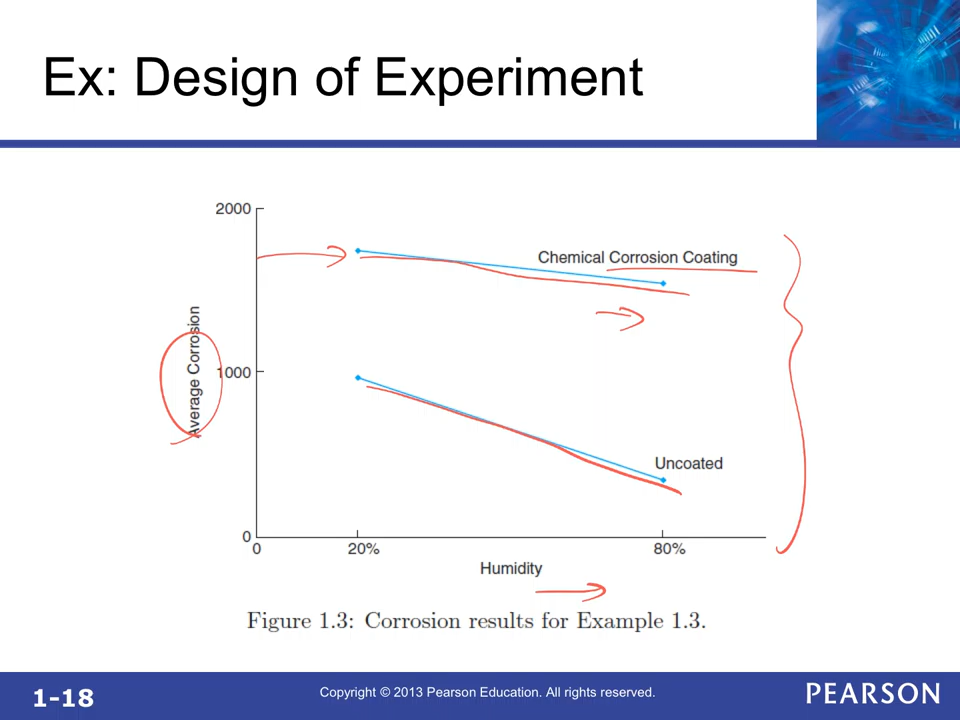 Ex: Design of Experiment
2000
Chemical Corrosion Coating
Average Corrosion
1000
Uncoated
0
0
20%
80%
Humidity
Figure 1.3: Corrosion results for Example 1.3.
1-18
Copyright © 2013 Pearson Education. All rights reserved.
PEARSON